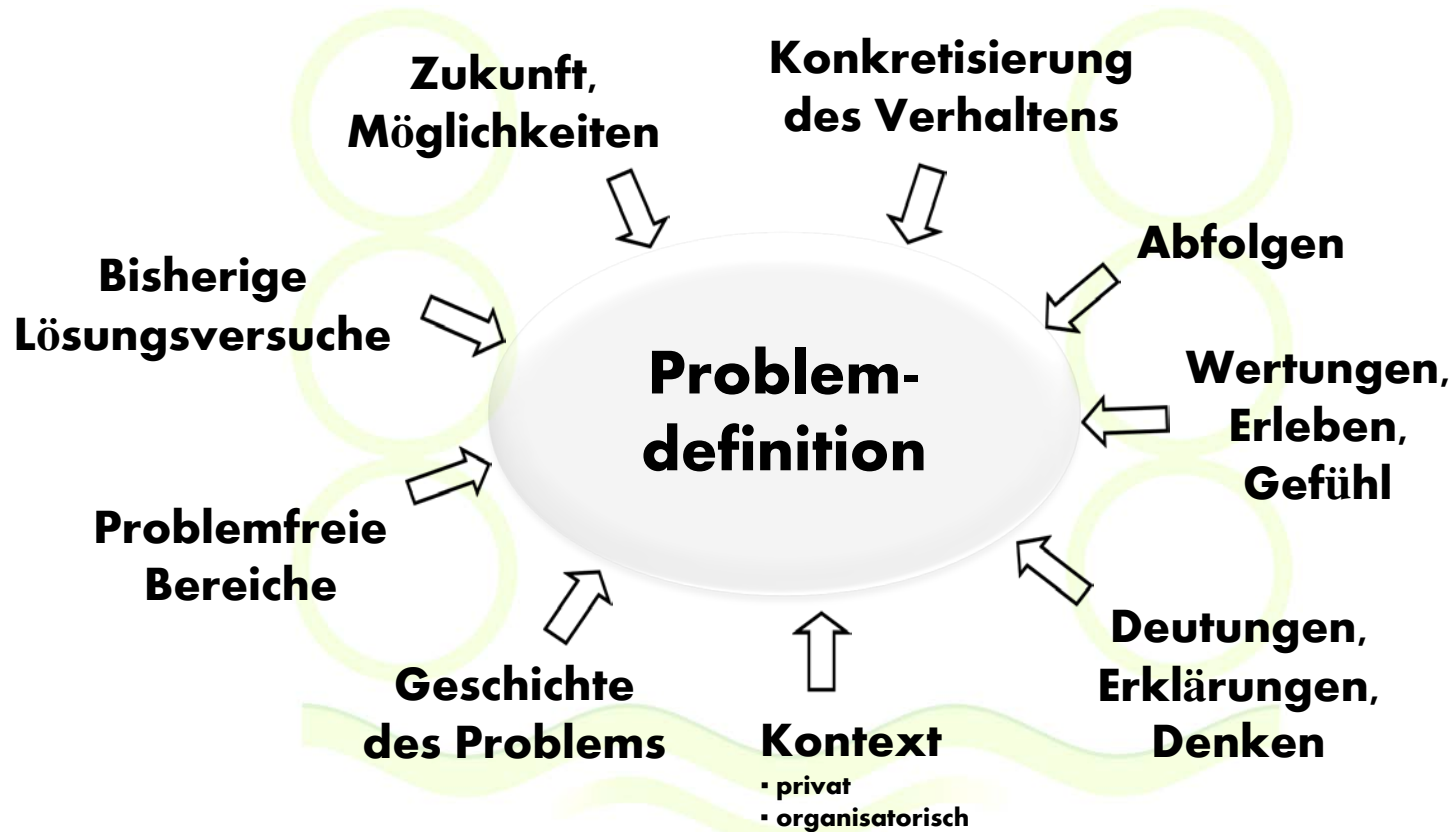 Zukunft,
Möglichkeiten
Konkretisierung
des Verhaltens
Abfolgen
Wertungen,
Erleben,
Gefühl
Deutungen,
Erklärungen,
Denken
Kontext
▪ privat
▪ organisatorisch
Geschichte
des Problems
Problemfreie
Bereiche
Bisherige
Lösungsversuche
Problem-
definition